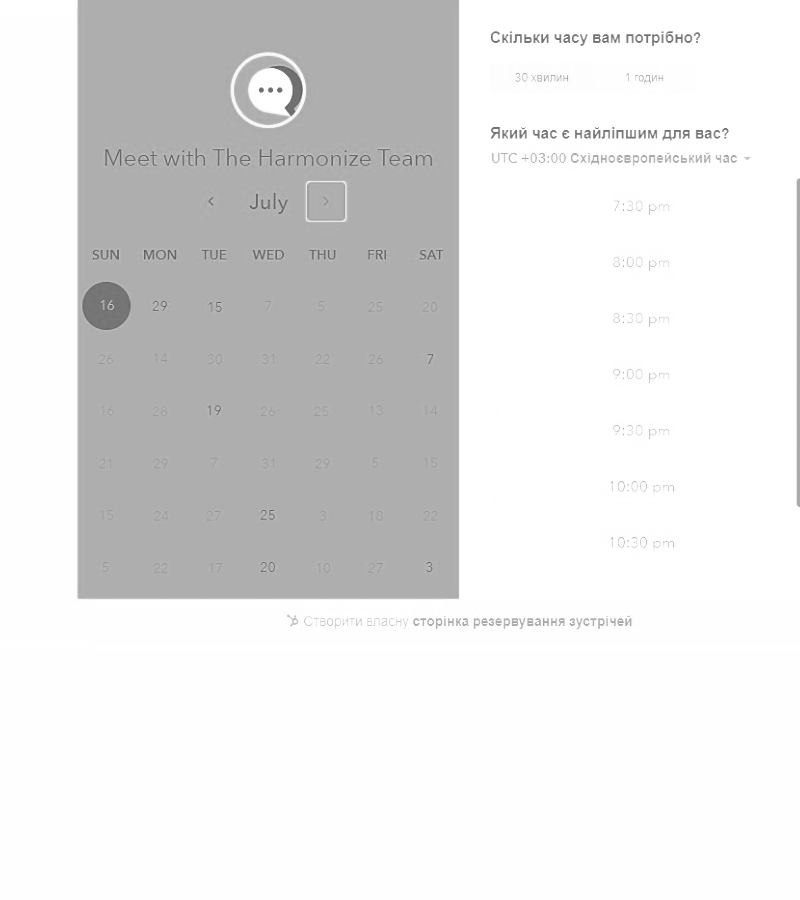 Meet with The Harmonize Team
July
SUN MON TUE WED THU FRI SAT
16 29 15 7 5 25 20
26 14 30 31 22 26 7
16 28 19 26 25 13 14
21 29 7 31 29 5 15
15 24 27 25 3 18 22
5 22 17 20 10 27 3
Скільки часу вам потрібно?
30 хвилин 1 годин
Який час є найліпшим для вас?
UTC +03:00 Східноєвропейський час
7:30 pm
8:00 pm
8:30 pm
9:00 pm
9:30 pm
10:00 pm
10:30 pm
Створити власну сторінка резервування зустрічей